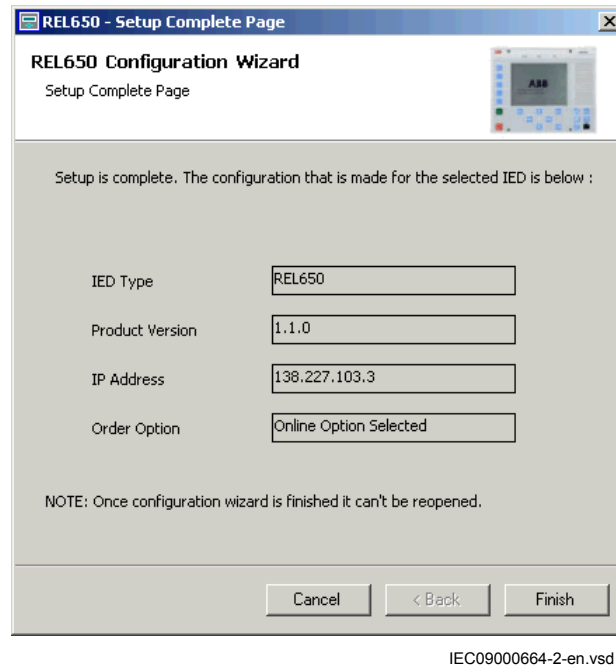 REL650 - Setup Complete Page
REL650 Configuration Wizard
Setup Complete Page
ABB
Setup is complete. The configuration that is made for the selected IED is below :
IED Type
REL650
Product Version
1.1.0
IP Address
138.227.103.3
Order Option
Online Option Selected
NOTE: Once configuration wizard is finished it can't be reopened.
Cancel
< Back
Finish
IEC09000664-2-en.vsd